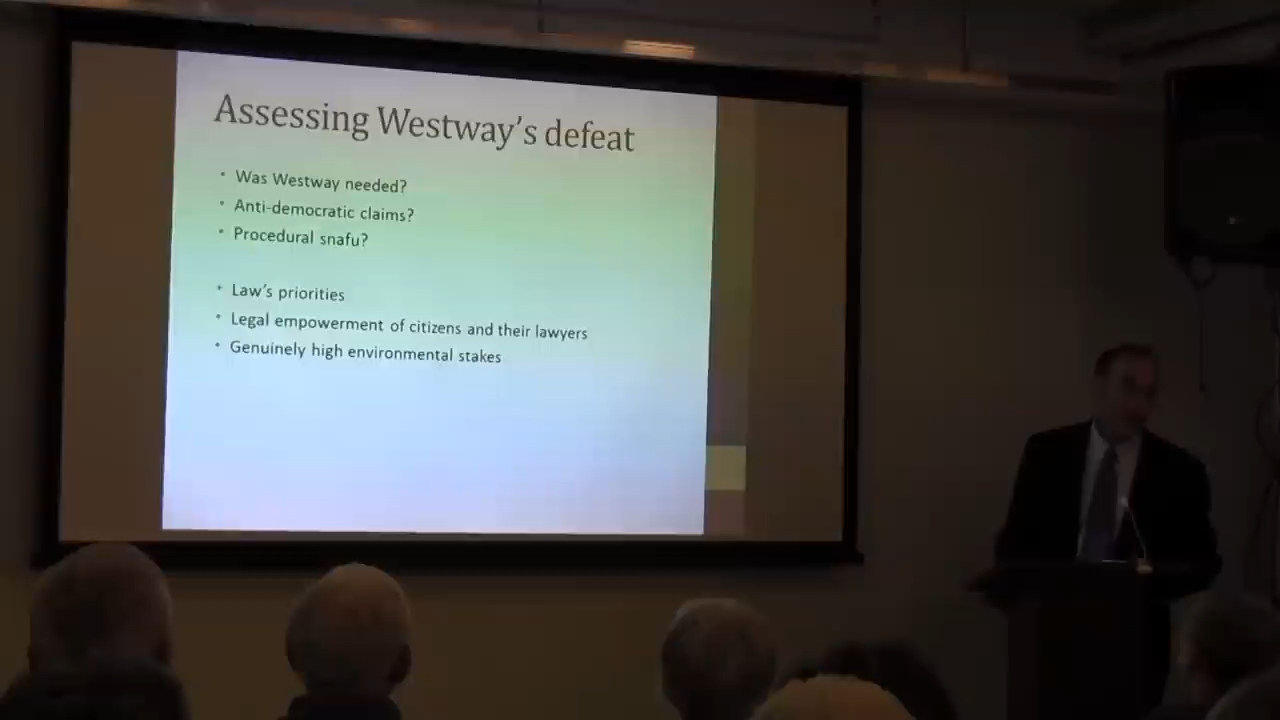 Assessing Westway's defeat
• Was Westway needed?
• Anti-democratic claims?
• Procedural snafu?
• Law's priorities
• Legal empowerment of citizens and their lawyers
• Genuinely high environmental stakes